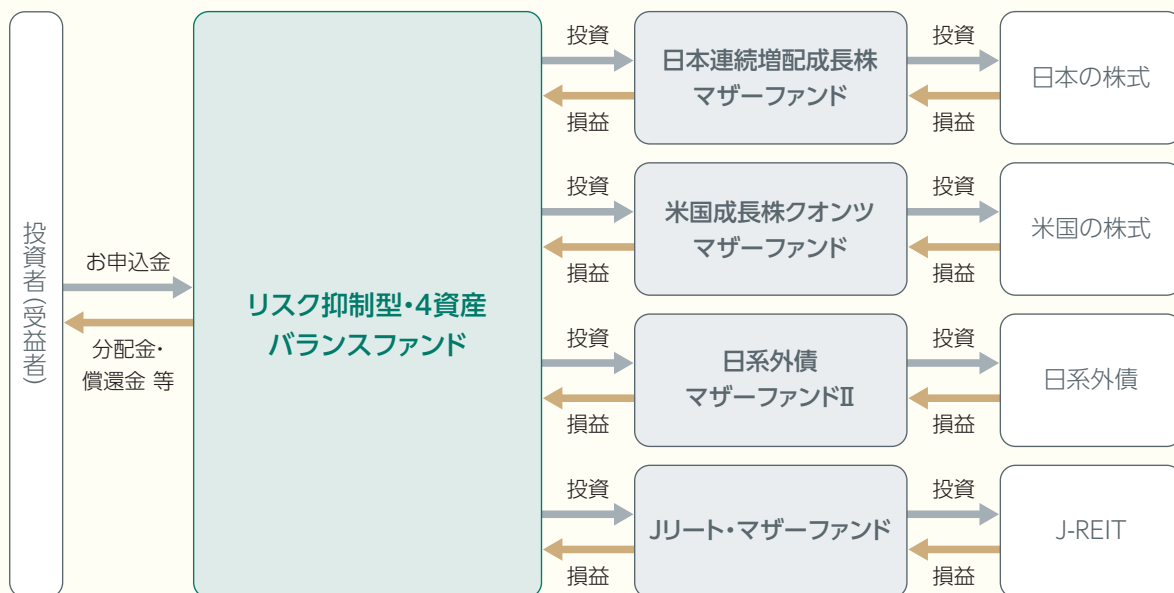 投資者(受益者)
お申込金
分配金・
償還金 等
リスク抑制型・4資産
バランスファンド
投資
損益
日本連続増配成長株
マザーファンド
投資
損益
日本の株式
投資
損益
米国成長株クオンツ
マザーファンド
投資
損益
米国の株式
投資
損益
日系外債
マザーファンドⅡ
投資
損益
日系外債
投資
損益
Jリート・マザーファンド
投資
損益
J-REIT